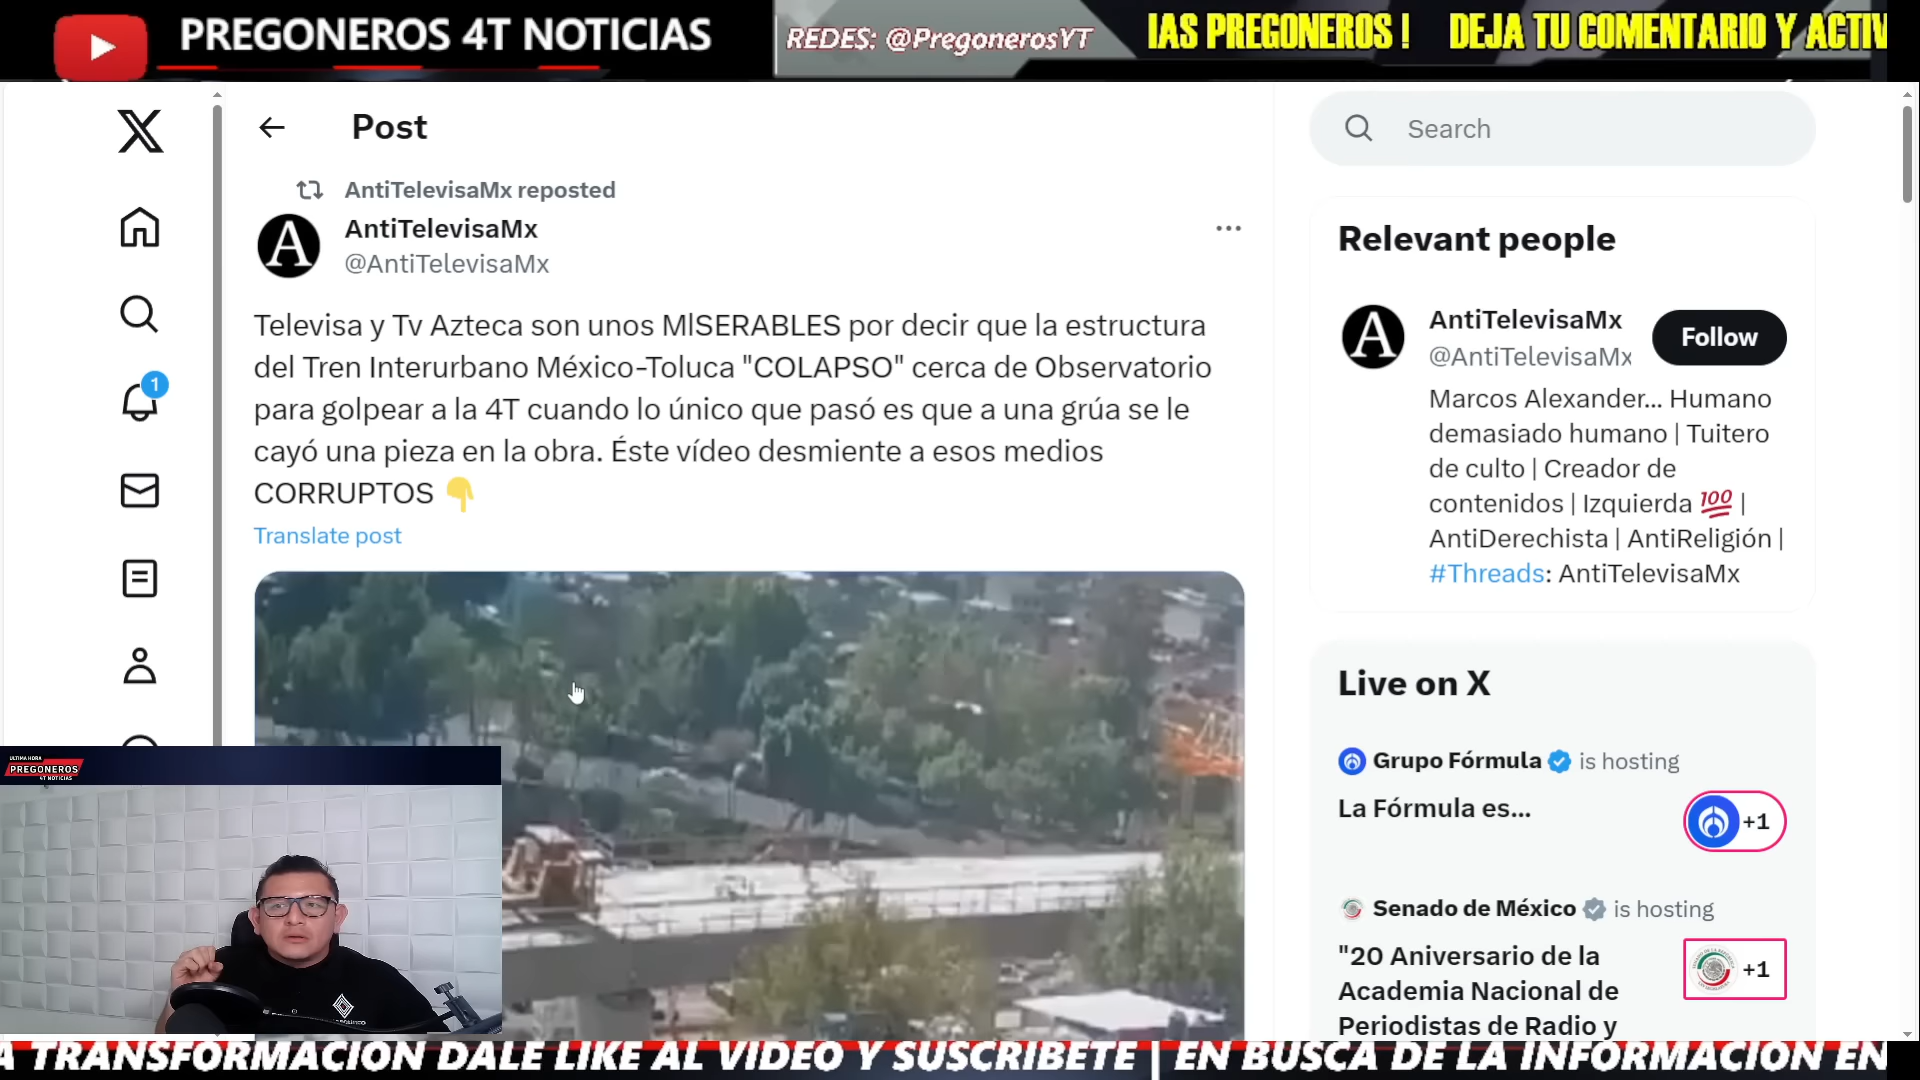 PREGONEROS 4T NOTICIAS
REDES: @PregonerosYT
IAS PREGONEROS ! DEJA TU COMENTARIO Y ACTIV
Post
Search
AntiTelevisaMx reposted
AntiTelevisaMx
@AntiTelevisaMx
Televisa y Tv Azteca son unos MlSERABLES por decir que la estructura
del Tren Interurbano México-Toluca "COLAPSO" cerca de Observatorio
para golpear a la 4T cuando lo único que pasó es que a una grúa se le
cayó una pieza en la obra. Éste vídeo desmiente a esos medios
CORRUPTOS 👇
Translate post
1
Relevant people
AntiTelevisaMx
@AntiTelevisaMx
Follow
Marcos Alexander... Humano
demasiado humano | Tuitero
de culto | Creador de
contenidos | Izquierda 💯 |
AntiDerechista | AntiReligión |
#Threads: AntiTelevisaMx
Live on X
Grupo Fórmula is hosting
La Fórmula es...
+1
Senado de México is hosting
"20 Aniversario de la
Academia Nacional de
Periodistas de Radio y
+1
ULTIMA HORA
PREGONEROS
4T NOTICIAS
A TRANSFORMACION DALE LIKE AL VIDEO Y SUSCRIBETE | EN BUSCA DE LA INFORMACION EN